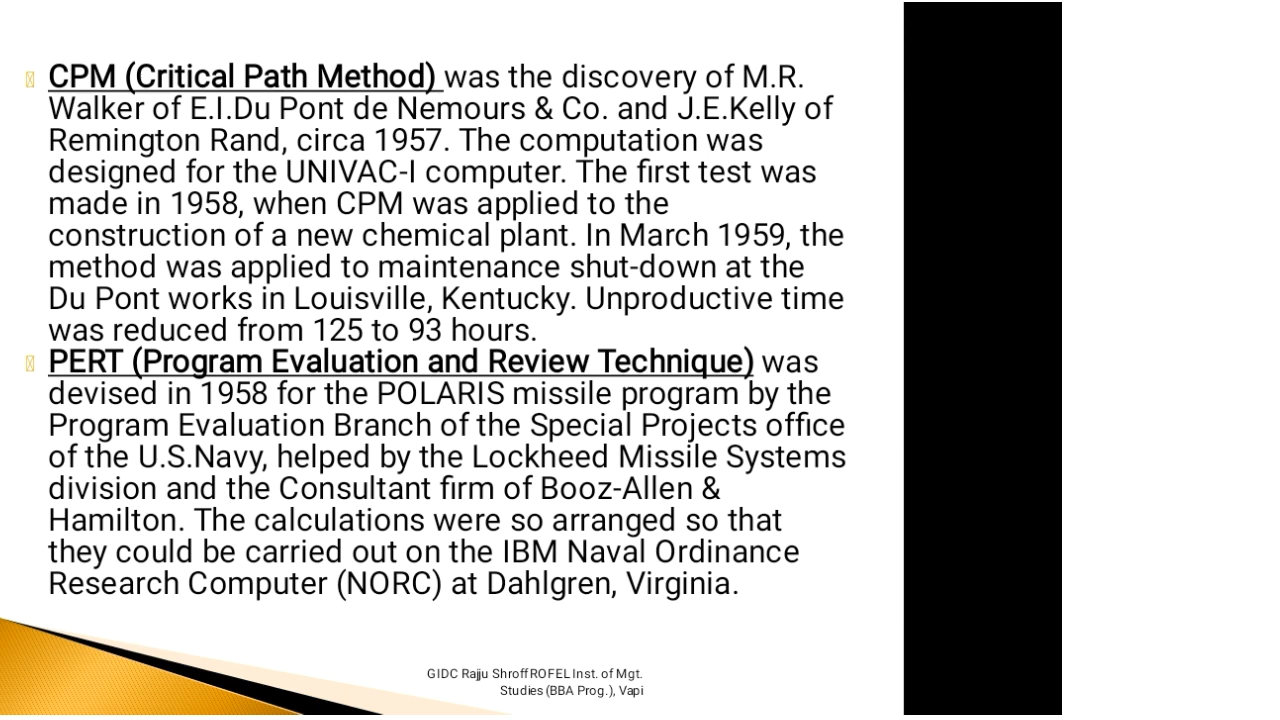 CPM (Critical Path Method) was the discovery of M.R.
Walker of E.I.Du Pont de Nemours & Co. and J.E.Kelly of
Remington Rand, circa 1957. The computation was
designed for the UNIVAC-I computer. The first test was
made in 1958, when CPM was applied to the
construction of a new chemical plant. In March 1959, the
method was applied to maintenance shut-down at the
Du Pont works in Louisville, Kentucky. Unproductive time
was reduced from 125 to 93 hours.
PERT (Program Evaluation and Review Technique) was
devised in 1958 for the POLARIS missile program by the
Program Evaluation Branch of the Special Projects office
of the U.S.Navy, helped by the Lockheed Missile Systems
division and the Consultant firm of Booz-Allen &
Hamilton. The calculations were so arranged so that
they could be carried out on the IBM Naval Ordinance
Research Computer (NORC) at Dahlgren, Virginia.
GIDC Rajju Shroff ROFEL Inst. of Mgt.
Studies (BBA Prog.), Vapi